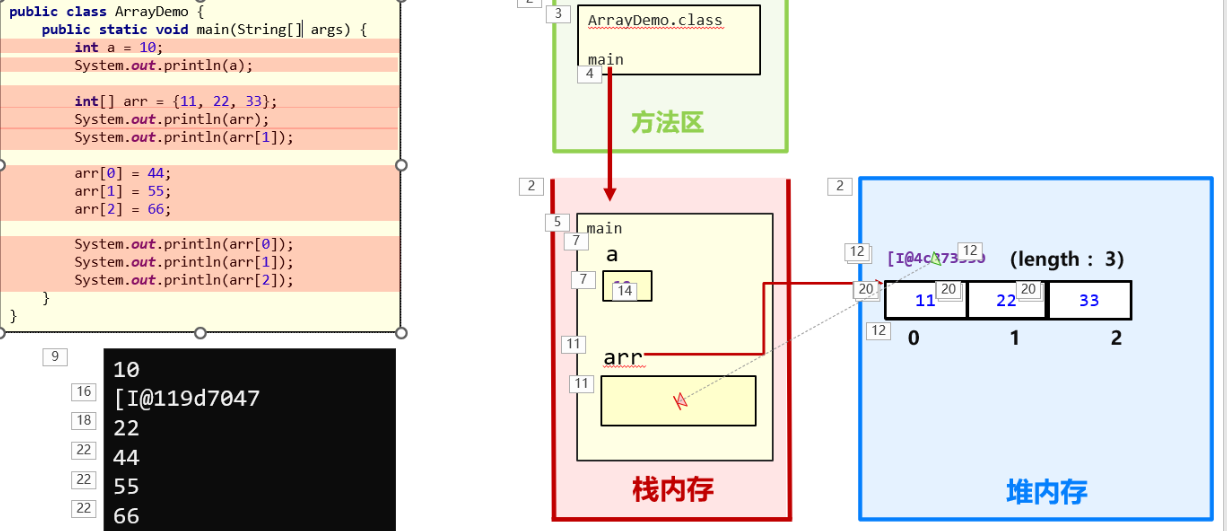 public class ArrayDemo {
public static void main(String[] args) {
int a = 10;
System.out.println(a);
int[] arr = {11, 22, 33};
System.out.println(arr);
System.out.println(arr[1]);
arr[0] = 44;
arr[1] = 55;
arr[2] = 66;
System.out.println(arr[0]);
System.out.println(arr[1]);
System.out.println(arr[2]);
}
}
9
10
16
[I@119d7047
18
22
22
44
22
55
22
66
2
3
ArrayDemo.class
main
4
方法区
2
5
main
7
a
7
14
11
arr
11
栈内存
2
12
12
(length : 3)
20
11
20
22
20
33
12
0
1
2
堆内存